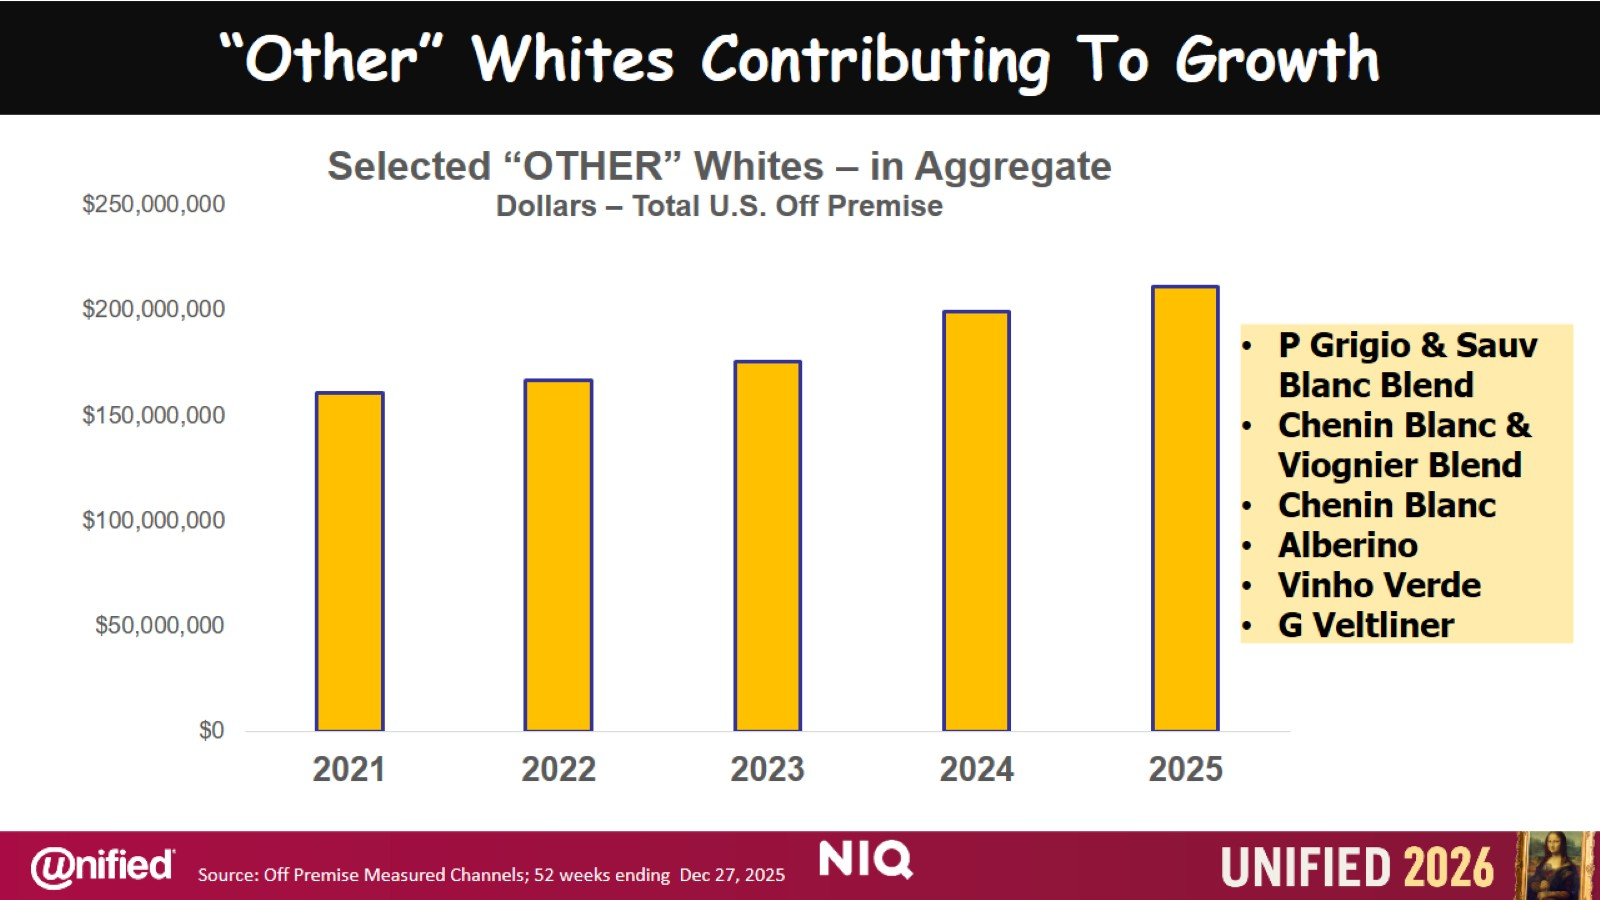 “Other” Whites Contributing To Growth
Selected “OTHER” Whites – in Aggregate
Dollars – Total U.S. Off Premise
$250,000,000
$200,000,000
$150,000,000
$100,000,000
$50,000,000
$0
2021 2022 2023 2024 2025
• P Grigio & Sauv
Blanc Blend
• Chenin Blanc &
Viognier Blend
• Chenin Blanc
• Alberino
• Vinho Verde
• G Veltliner
@unified®
Source: Off Premise Measured Channels; 52 weeks ending Dec 27, 2025
NIQ
UNIFIED 2026